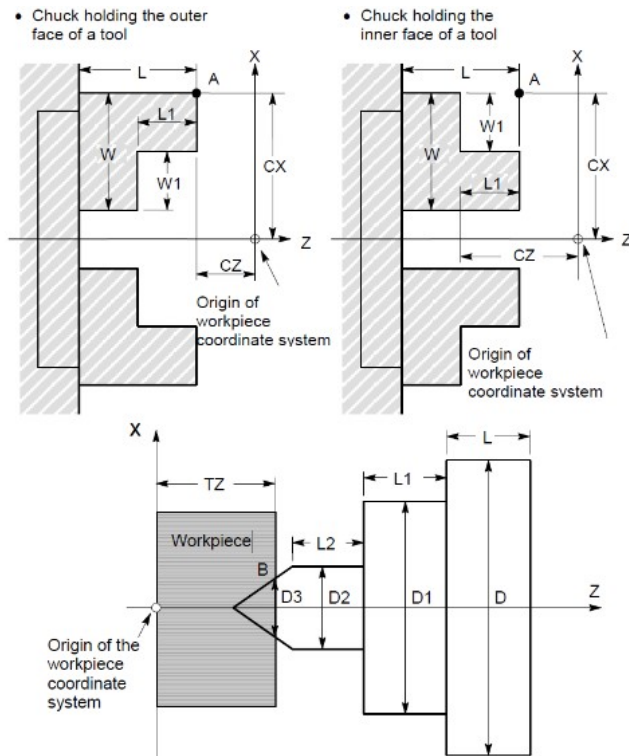 • Chuck holding the outer
face of a tool
X
L
A
L1
W
W1
CX
Z
CZ
Origin of
workpiece
coordinate system
• Chuck holding the
inner face of a tool
X
L
A
W1
W
CX
L1
Z
CZ
Origin of
workpiece
coordinate system
X
L
TZ
L1
Workpiece
L2
B
D3
D2
D1
D
Z
Origin of the
workpiece
coordinate
system